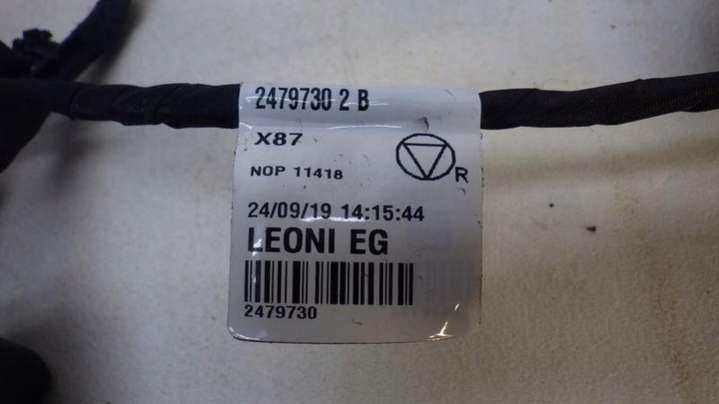 2479730 2 B
X87
NOP 11418
R
24/09/19 14:15:44
LEONI EG
2479730